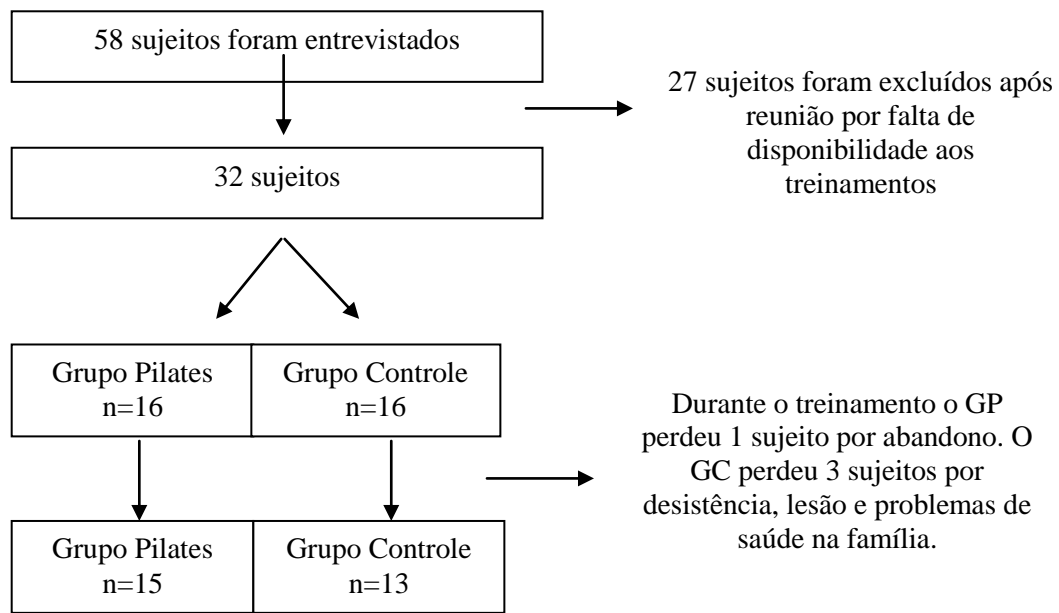 58 sujeitos foram entrevistados
27 sujeitos foram excluídos após
reunião por falta de
disponibilidade aos
treinamentos
32 sujeitos
Grupo Pilates
n=16
Grupo Controle
n=16
Durante o treinamento o GP
perdeu 1 sujeito por abandono. O
GC perdeu 3 sujeitos por
desistência, lesão e problemas de
saúde na família.
Grupo Pilates
n=15
Grupo Controle
n=13